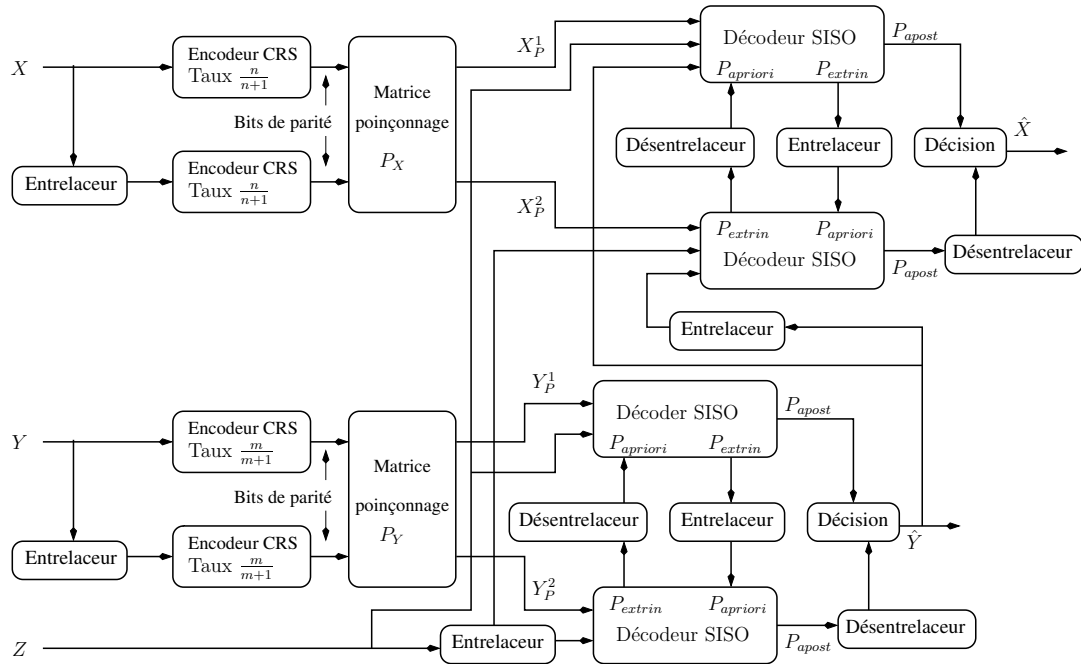 X
Encodeur CRS
Taux n/(n+1)
Bits de parité
Entrelaceur
Encodeur CRS
Taux n/(n+1)
Matrice
poinçonnage
P_X
X_P^1
X_P^2
Décodeur SISO
P_apriori P_extrin
P_apost
Désentrelaceur
Entrelaceur
Décision
X̂
P_extrin P_apriori
Décodeur SISO
P_apost
Désentrelaceur
Entrelaceur
Y
Encodeur CRS
Taux m/(m+1)
Bits de parité
Entrelaceur
Encodeur CRS
Taux m/(m+1)
Matrice
poinçonnage
P_Y
Y_P^1
Y_P^2
Décoder SISO
P_apriori P_extrin
P_apost
Désentrelaceur
Entrelaceur
Décision
Ŷ
P_extrin P_apriori
Décodeur SISO
P_apost
Désentrelaceur
Z
Entrelaceur